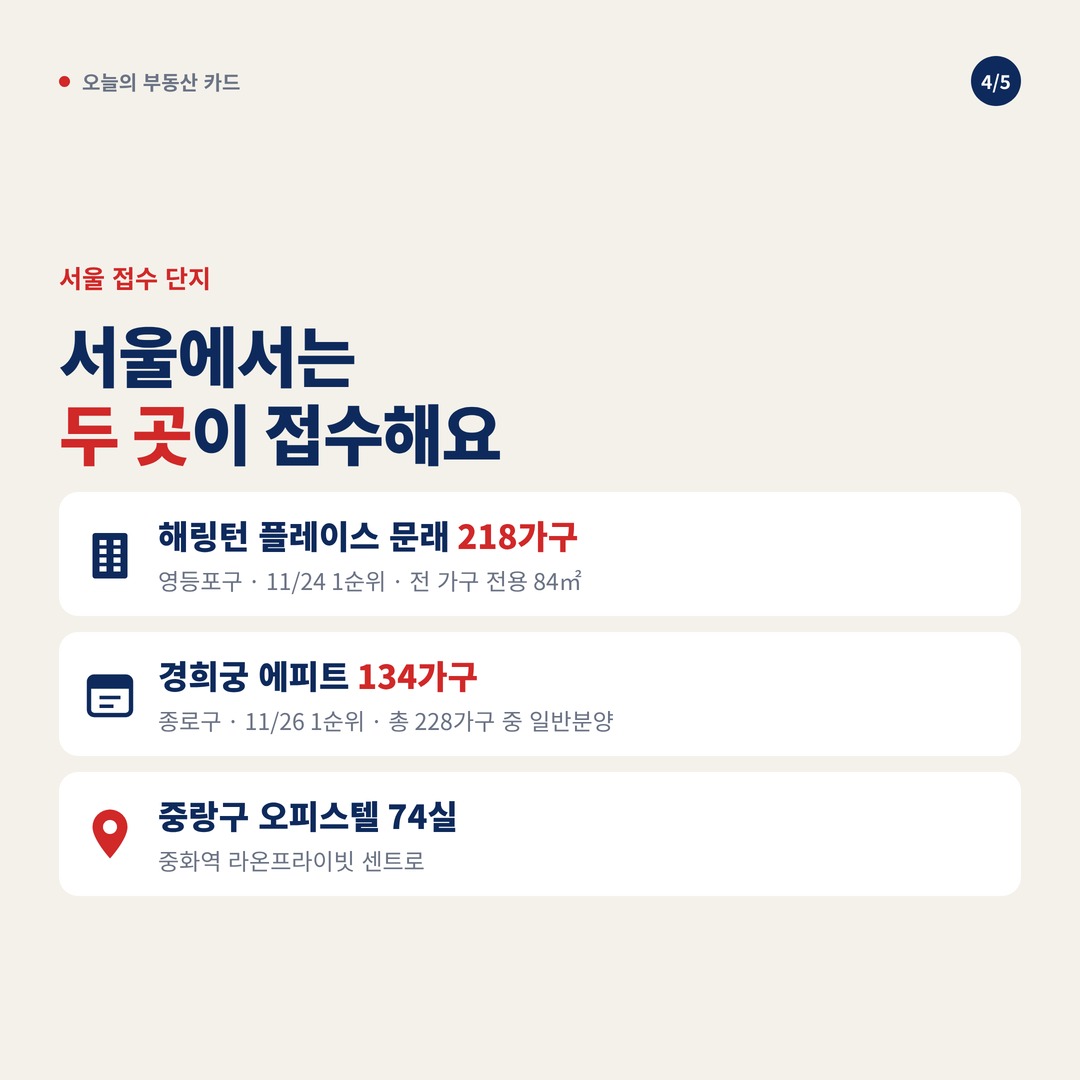 오늘의 부동산 카드
4/5
서울 접수 단지
서울에서는
두 곳이 접수해요
해링턴 플레이스 문래 218가구
영등포구 · 11/24 1순위 · 전 가구 전용 84㎡
경희궁 에피트 134가구
종로구 · 11/26 1순위 · 총 228가구 중 일반분양
중랑구 오피스텔 74실
중화역 라온프라이빗 센트로